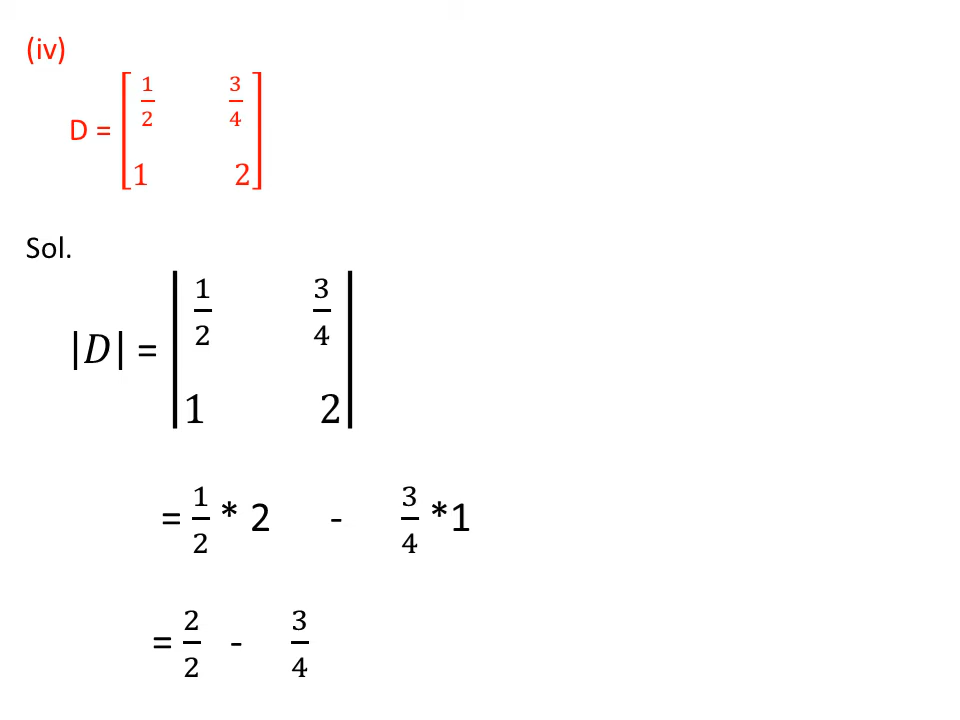 (iv)
D = [1/2 3/4
1 2]
Sol.
|D| = |1/2 3/4
1 2|
= 1/2 * 2 - 3/4 *1
= 2/2 - 3/4